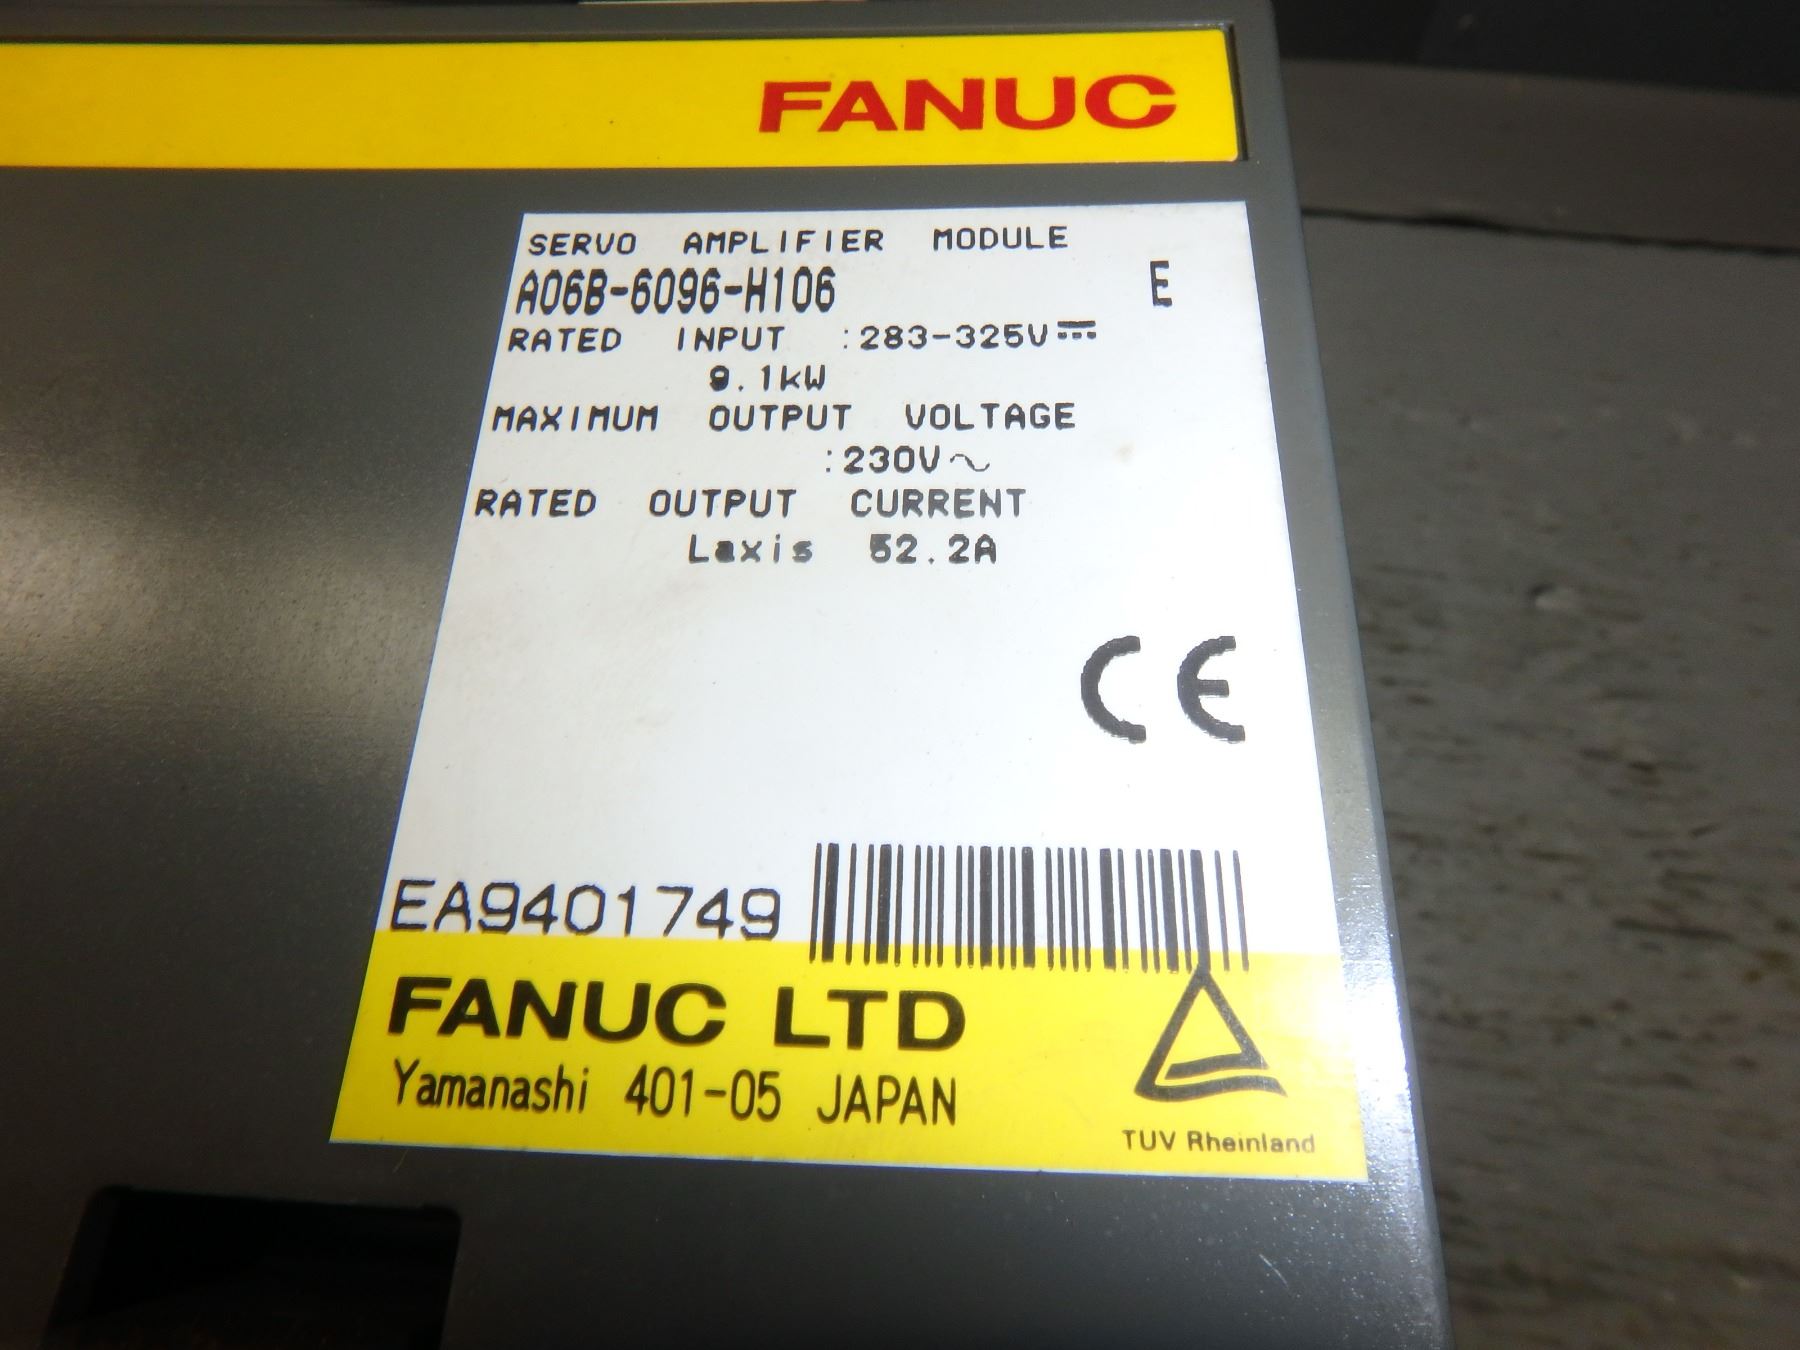 FANUC
SERVO AMPLIFIER MODULE
A06B-6096-H106 E
RATED INPUT :283-325V⎓
9.1kW
MAXIMUM OUTPUT VOLTAGE
:230V～
RATED OUTPUT CURRENT
Laxis 52.2A
CE
EA9401749
FANUC LTD
Yamanashi 401-05 JAPAN
TUV Rheinland